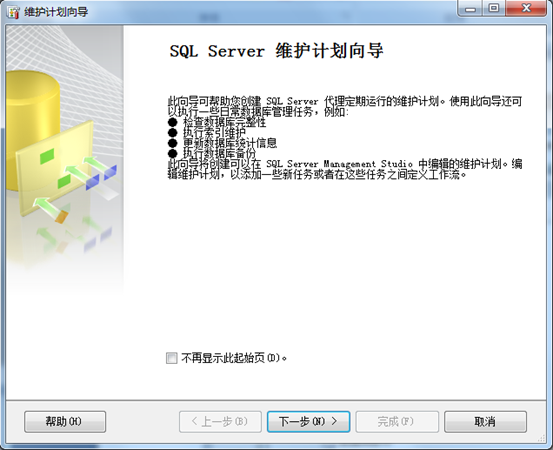 维护计划向导
SQL Server 维护计划向导
此向导可帮助您创建 SQL Server 代理定期运行的维护计划。使用此向导还可
以执行一些日常数据库管理任务，例如:
● 检查数据库完整性
● 执行索引维护
● 更新数据库统计信息
● 执行数据库备份
此向导将创建可以在 SQL Server Management Studio 中编辑的维护计划。编
辑维护计划，以添加一些新任务或者在这些任务之间定义工作流。
不再显示此起始页(D)。
帮助(H)
< 上一步(B)
下一步(N) >
完成(F)
取消